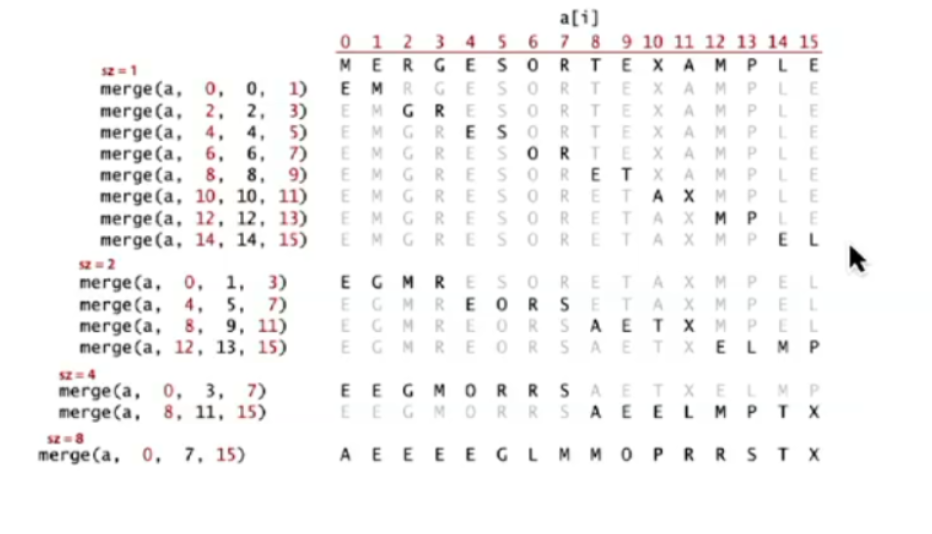 a[i]
0 1 2 3 4 5 6 7 8 9 10 11 12 13 14 15
M E R G E S O R T E X A M P L E
sz = 1
merge(a, 0, 0, 1) E M R G E S O R T E X A M P L E
merge(a, 2, 2, 3) E M G R E S O R T E X A M P L E
merge(a, 4, 4, 5) E M G R E S O R T E X A M P L E
merge(a, 6, 6, 7) E M G R E S O R T E X A M P L E
merge(a, 8, 8, 9) E M G R E S O R E T X A M P L E
merge(a, 10, 10, 11) E M G R E S O R E T A X M P L E
merge(a, 12, 12, 13) E M G R E S O R E T A X M P L E
merge(a, 14, 14, 15) E M G R E S O R E T A X M P E L
sz = 2
merge(a, 0, 1, 3) E G M R E S O R E T A X M P E L
merge(a, 4, 5, 7) E G M R E O R S E T A X M P E L
merge(a, 8, 9, 11) E G M R E O R S A E T X M P E L
merge(a, 12, 13, 15) E G M R E O R S A E T X E L M P
sz = 4
merge(a, 0, 3, 7) E E G M O R R S A E T X E L M P
merge(a, 8, 11, 15) E E G M O R R S A E E L M P T X
sz = 8
merge(a, 0, 7, 15) A E E E E G L M M O P R R S T X